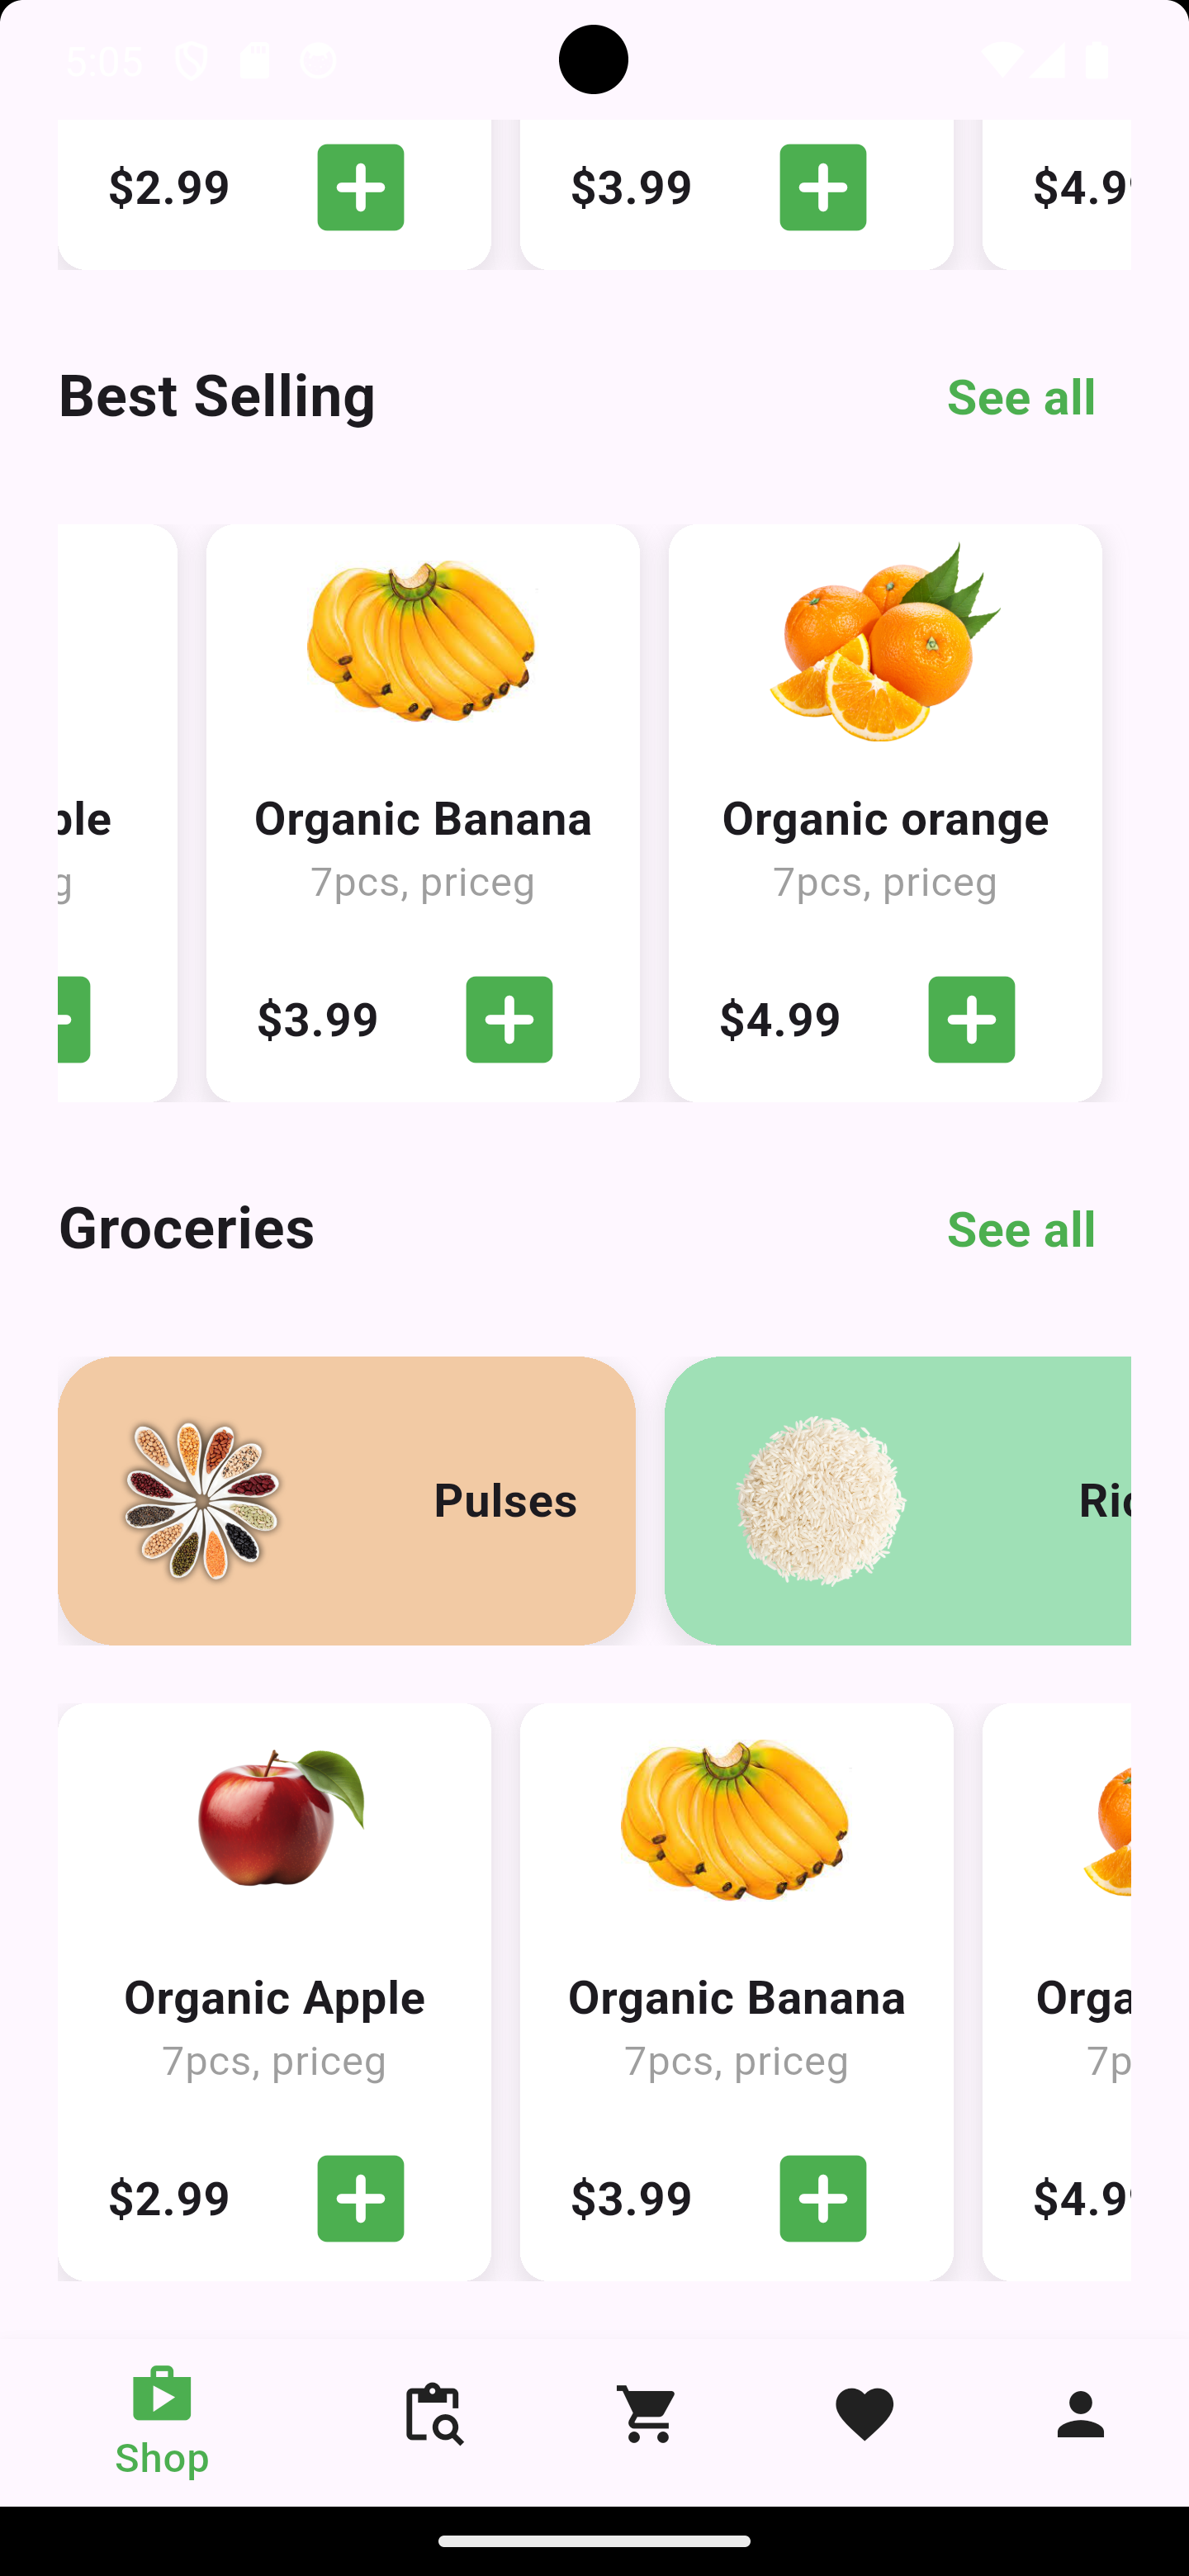 5:05
$2.99 $3.99 $4.9
Best Selling See all
ple Organic Banana Organic orange
g 7pcs, priceg 7pcs, priceg
$3.99 $4.99
Groceries See all
Pulses Ric
Organic Apple Organic Banana Orga
7pcs, priceg 7pcs, priceg 7p
$2.99 $3.99 $4.9
Shop